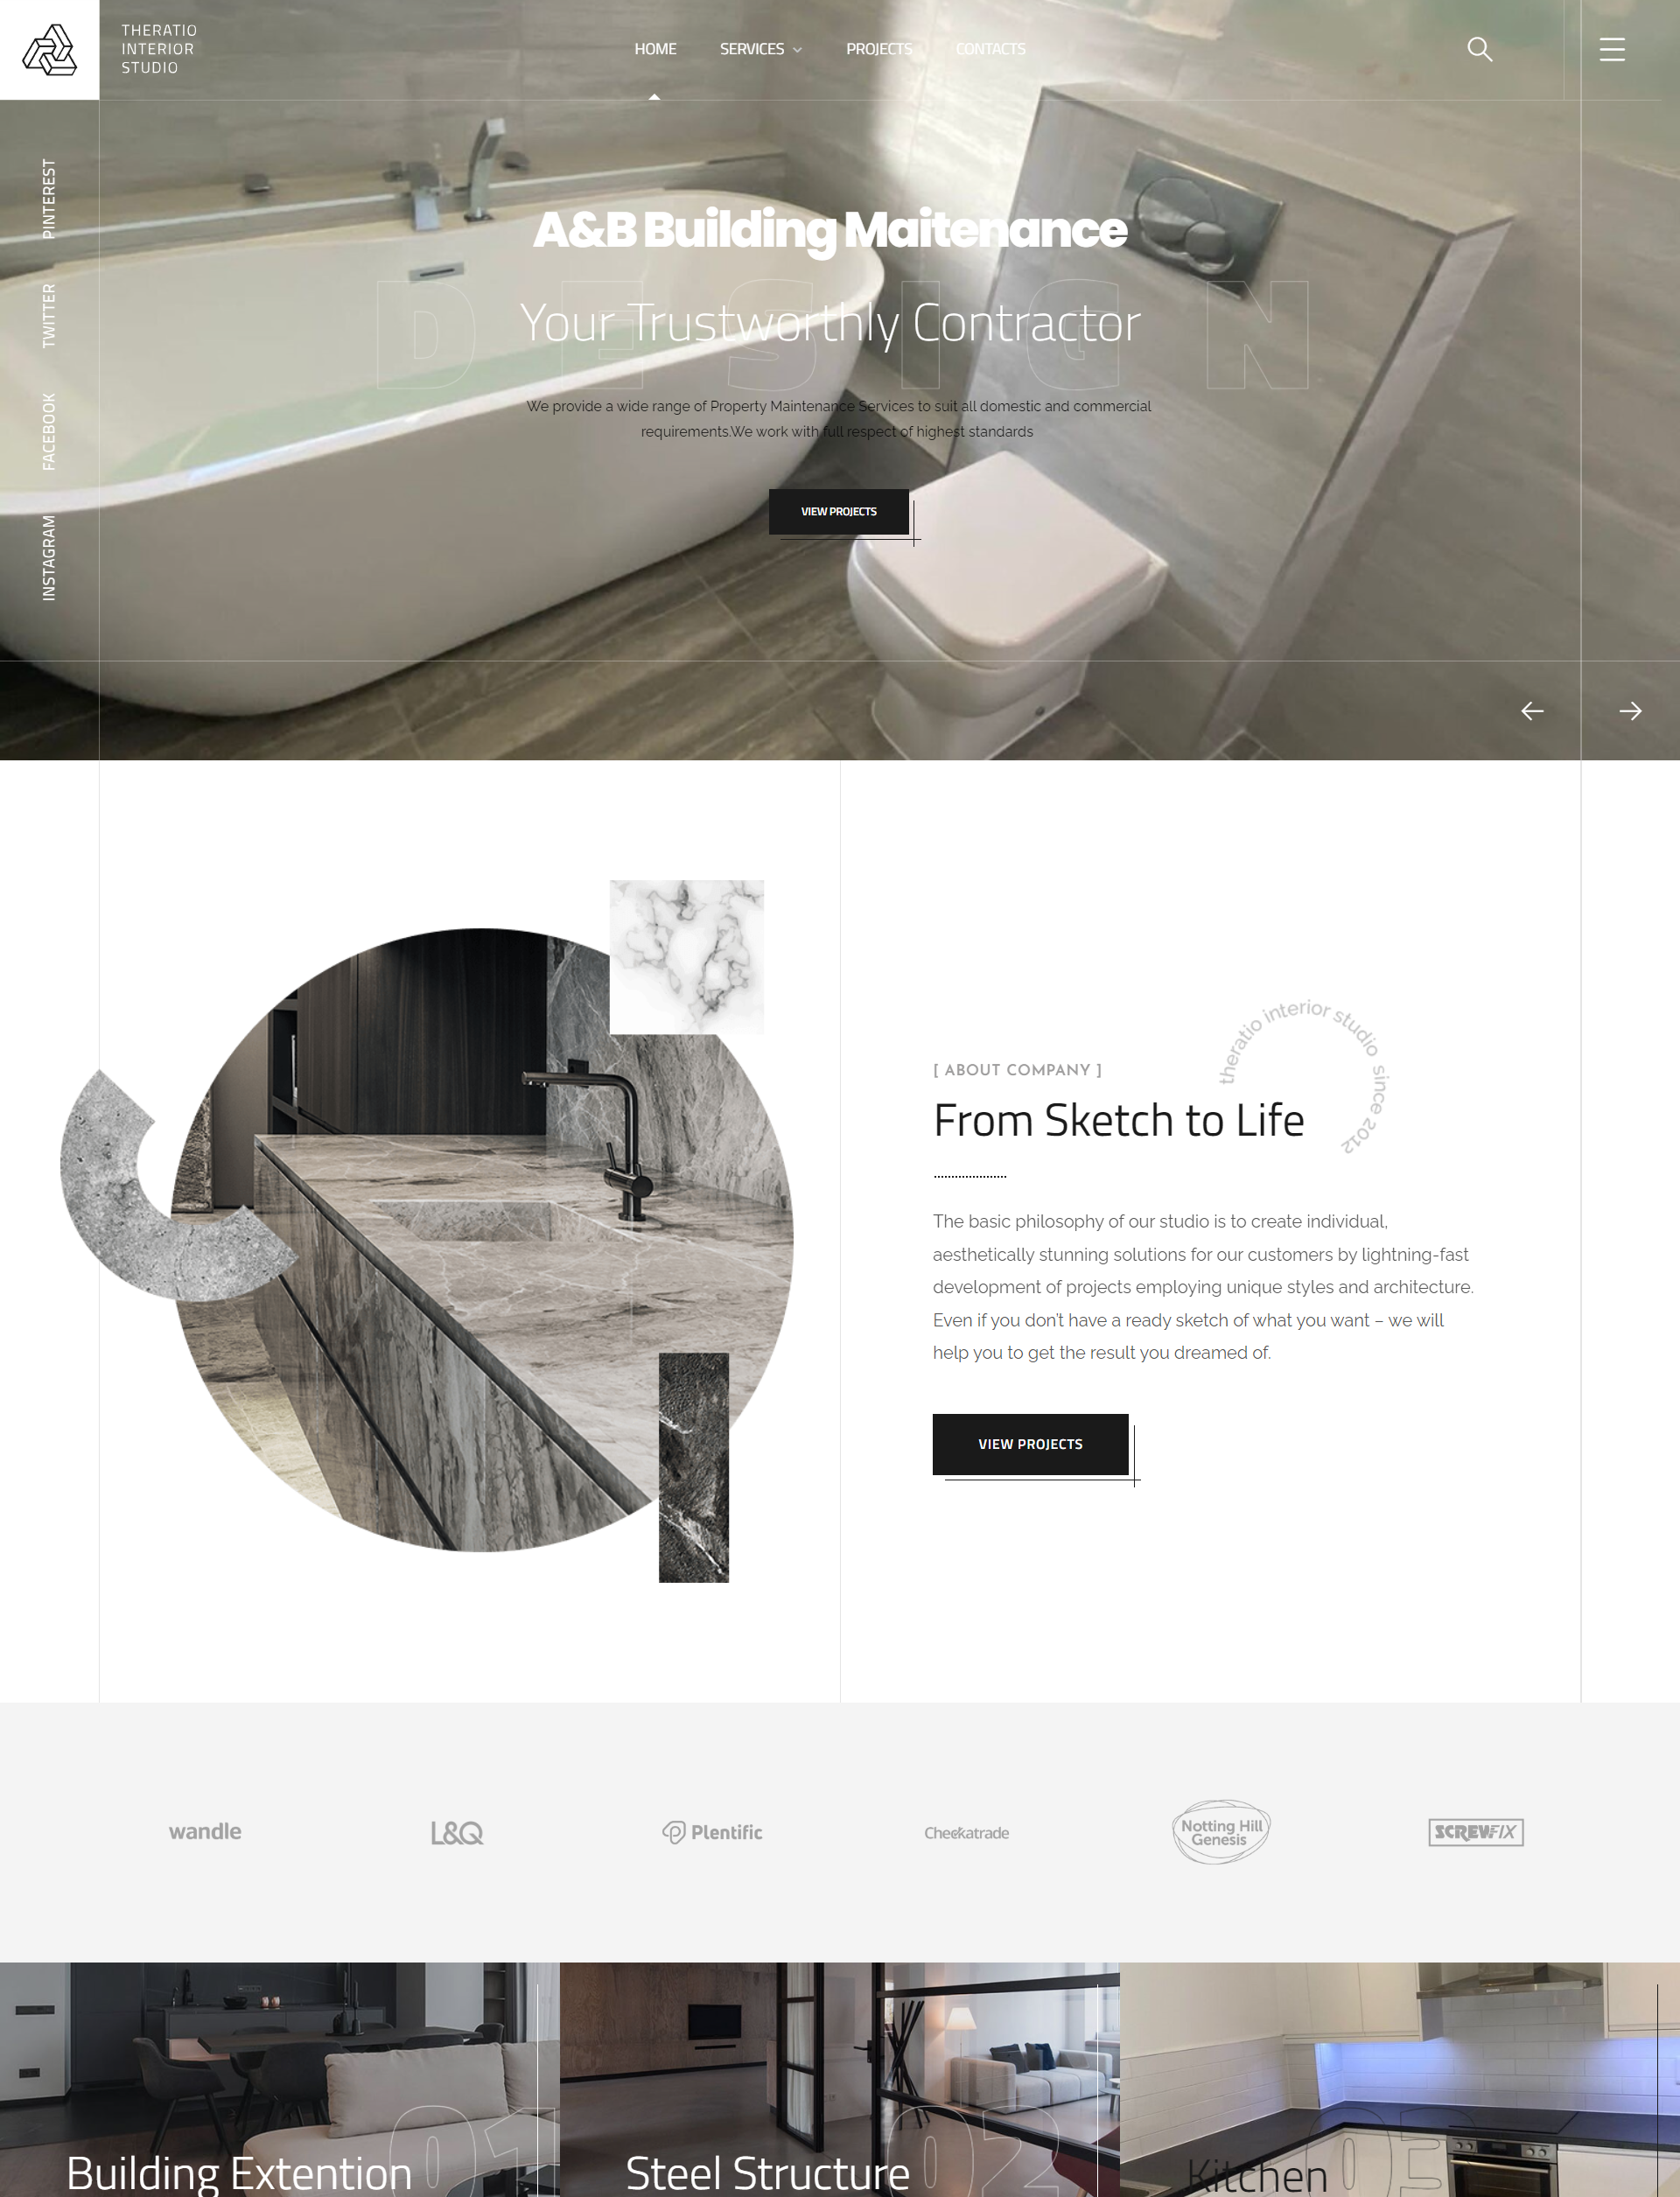 THERATIO
INTERIOR
STUDIO
HOME
SERVICES
PROJECTS
CONTACTS
PINTEREST
TWITTER
FACEBOOK
INSTAGRAM
A&B Building Maitenance
DESIGN
Your Trustworthly Contractor
We provide a wide range of Property Maintenance Services to suit all domestic and commercial
requirements.We work with full respect of highest standards
VIEW PROJECTS
theratio interior studio since 2012
[ ABOUT COMPANY ]
From Sketch to Life
The basic philosophy of our studio is to create individual,
aesthetically stunning solutions for our customers by lightning-fast
development of projects employing unique styles and architecture.
Even if you don't have a ready sketch of what you want – we will
help you to get the result you dreamed of.
VIEW PROJECTS
wandle
L&Q
Plentific
Checkatrade
Notting Hill
Genesis
SCREWFIX
01
Building Extention
02
Steel Structure
03
Kitchen